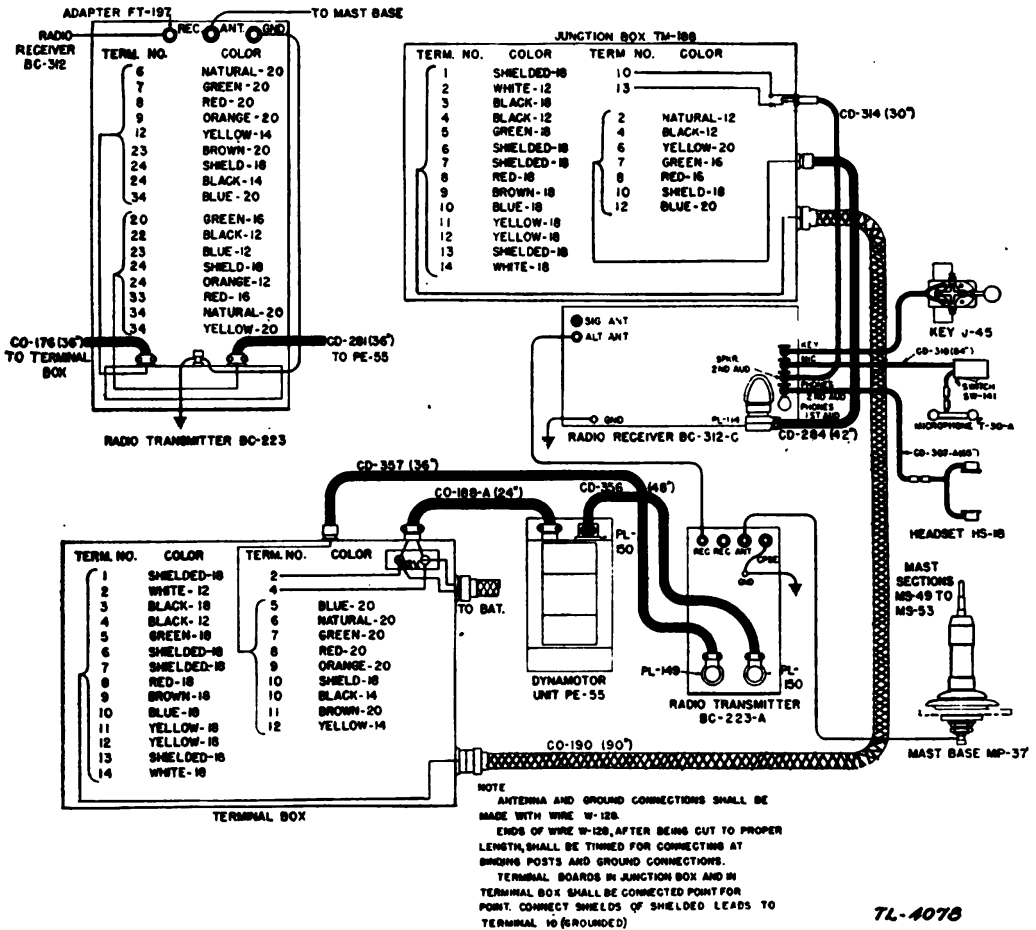 ADAPTER FT-197
TO MAST BASE
REC. ANT. GND.
RADIO
RECEIVER
BC-312
TERM. NO. COLOR
6 NATURAL-20
7 GREEN-20
8 RED-20
9 ORANGE-20
12 YELLOW-14
23 BROWN-20
24 SHIELD-18
24 BLACK-14
34 BLUE-20
20 GREEN-16
22 BLACK-12
23 BLUE-12
24 SHIELD-18
24 ORANGE-12
33 RED-16
34 NATURAL-20
34 YELLOW-20
CO-176(36")
TO TERMINAL
BOX
CD-281(36")
TO PE-55
RADIO TRANSMITTER BC-223
JUNCTION BOX TM-188
TERM. NO. COLOR TERM NO. COLOR
1 SHIELDED-18
2 WHITE-12
3 BLACK-18
4 BLACK-12
5 GREEN-18
6 SHIELDED-18
7 SHIELDED-18
8 RED-18
9 BROWN-18
10 BLUE-18
11 YELLOW-18
12 YELLOW-18
13 SHIELDED-18
14 WHITE-18
10
13
2 NATURAL-12
4 BLACK-12
6 YELLOW-20
7 GREEN-16
8 RED-16
10 SHIELD-18
12 BLUE-20
CD-314 (30")
SIG ANT
ALT ANT
SPKR.
2ND AUD
KEY
MIC
PHONES
2ND AUD
PHONES
1ST AUD
GND
PL-114
RADIO RECEIVER BC-312-C
CD-284(42")
KEY J-45
CD-318(84")
SWITCH
SW-141
MICROPHONE T-30-A
CD-307-A(65")
HEADSET HS-18
CD-357 (36")
CO-188-A (24")
CD-356 (48")
PL-
150
TERM. NO. COLOR TERM. NO. COLOR
1 SHIELDED-18
2 WHITE-12
3 BLACK-18
4 BLACK-12
5 GREEN-18
6 SHIELDED-18
7 SHIELDED-18
8 RED-18
9 BROWN-18
10 BLUE-18
11 YELLOW-18
12 YELLOW-18
13 SHIELDED-18
14 WHITE-18
2
4
5 BLUE-20
6 NATURAL-20
7 GREEN-20
8 RED-20
9 ORANGE-20
10 SHIELD-18
10 BLACK-14
11 BROWN-20
12 YELLOW-14
TO BAT.
TERMINAL BOX
DYNAMOTOR
UNIT PE-55
REC REC ANT CPSE
GND
PL-149
PL-
150
RADIO TRANSMITTER
BC-223-A
MAST
SECTIONS
MS-49 TO
MS-53
MAST BASE MP-37
CO-190 (90")
NOTE
ANTENNA AND GROUND CONNECTIONS SHALL BE
MADE WITH WIRE W-128.
ENDS OF WIRE W-128, AFTER BEING CUT TO PROPER
LENGTH, SHALL BE TINNED FOR CONNECTING AT
BINDING POSTS AND GROUND CONNECTIONS.
TERMINAL BOARDS IN JUNCTION BOX AND IN
TERMINAL BOX SHALL BE CONNECTED POINT FOR
POINT. CONNECT SHIELDS OF SHIELDED LEADS TO
TERMINAL 10 (GROUNDED)
TL-4078